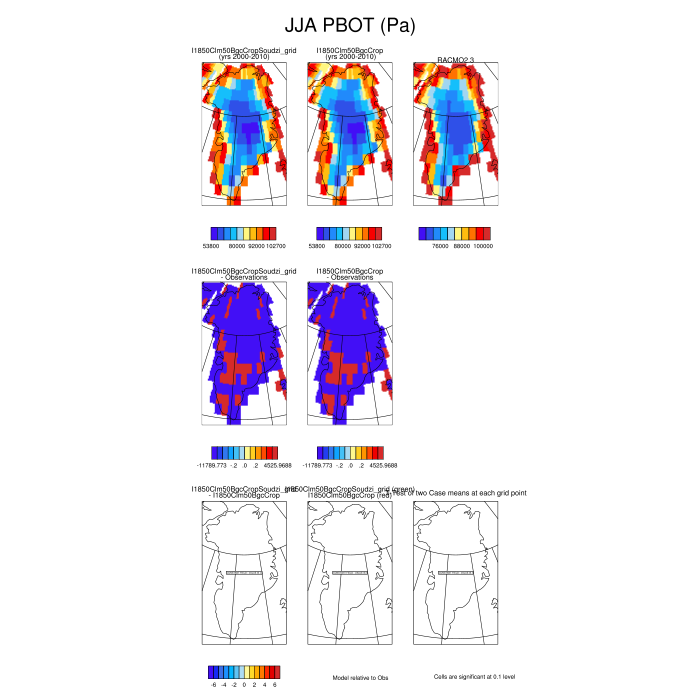 JJA PBOT (Pa)
I1850Clm50BgcCropSoudzi_grid
(yrs 2000-2010)
I1850Clm50BgcCrop
(yrs 2000-2010)
RACMO2.3
53800 80000 92000 102700
53800 80000 92000 102700
76000 88000 100000
I1850Clm50BgcCropSoudzi_grid
- Observations
I1850Clm50BgcCrop
- Observations
-11789.773 -.2 .0 .2 4525.9688
-11789.773 -.2 .0 .2 4525.9688
I1850Clm50BgcCropSoudzi_grid
- I1850Clm50BgcCrop
I1850Clm50BgcCropSoudzi_grid (green)
I1850Clm50BgcCrop (red)
Test of two Case means at each grid point
-6 -4 -2 0 2 4 6
Model relative to Obs
Cells are significant at 0.1 level